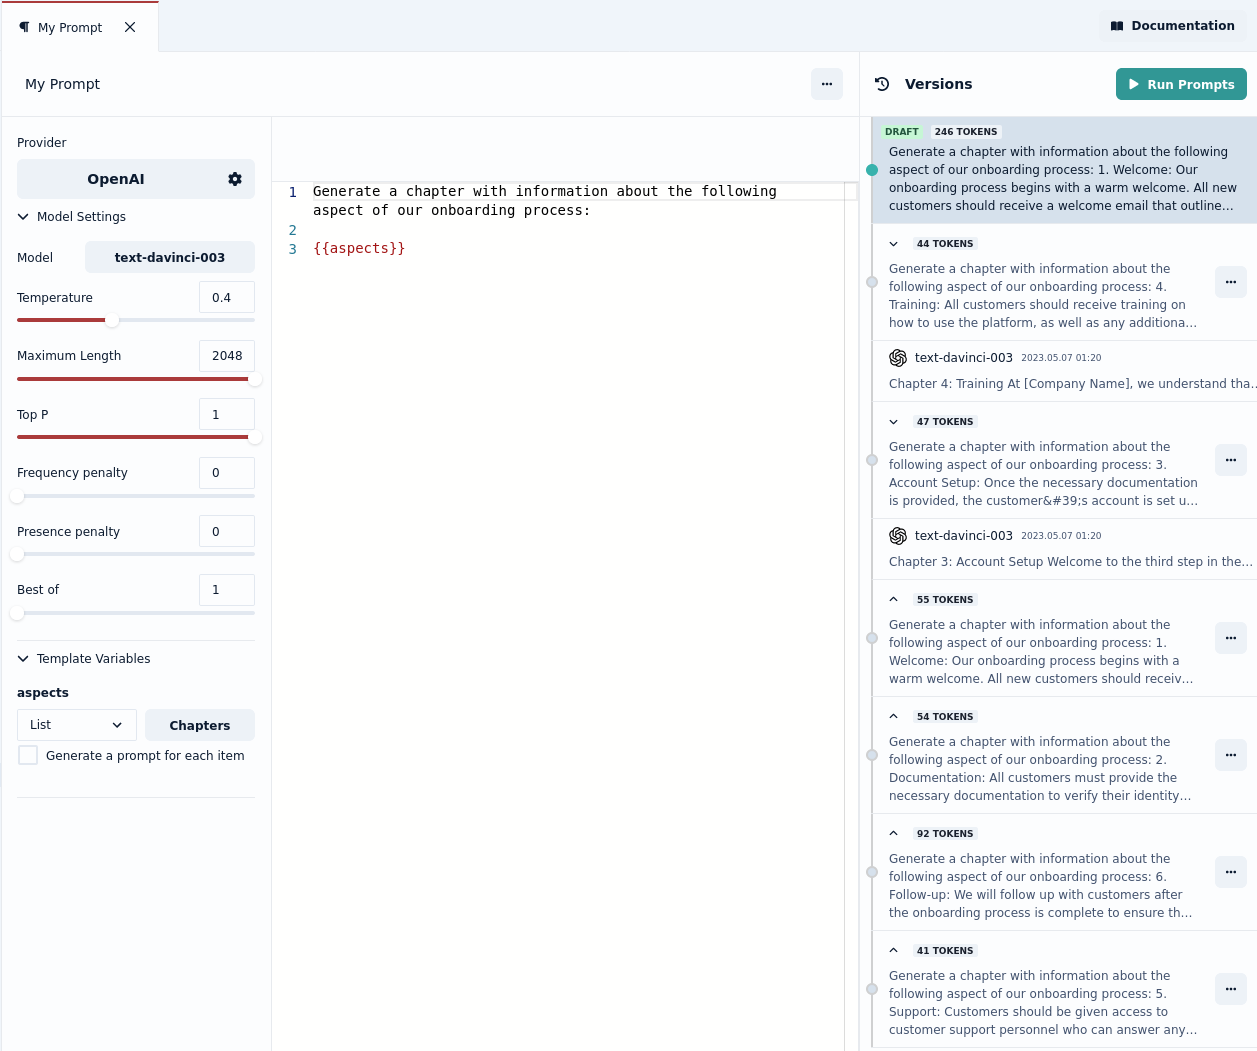 My Prompt
Documentation
My Prompt
Versions
Run Prompts
Provider
OpenAI
Model Settings
Model
text-davinci-003
Temperature
0.4
Maximum Length
2048
Top P
1
Frequency penalty
0
Presence penalty
0
Best of
1
Template Variables
aspects
List
Chapters
Generate a prompt for each item
1
Generate a chapter with information about the following
aspect of our onboarding process:
2
3
{{aspects}}
DRAFT
246 TOKENS
Generate a chapter with information about the following
aspect of our onboarding process: 1. Welcome: Our
onboarding process begins with a warm welcome. All new
customers should receive a welcome email that outline...
44 TOKENS
Generate a chapter with information about the
following aspect of our onboarding process: 4.
Training: All customers should receive training on
how to use the platform, as well as any additiona...
text-davinci-003
2023.05.07 01:20
Chapter 4: Training At [Company Name], we understand tha...
47 TOKENS
Generate a chapter with information about the
following aspect of our onboarding process: 3.
Account Setup: Once the necessary documentation
is provided, the customer&#39;s account is set u...
text-davinci-003
2023.05.07 01:20
Chapter 3: Account Setup Welcome to the third step in the...
55 TOKENS
Generate a chapter with information about the
following aspect of our onboarding process: 1.
Welcome: Our onboarding process begins with a
warm welcome. All new customers should receiv...
54 TOKENS
Generate a chapter with information about the
following aspect of our onboarding process: 2.
Documentation: All customers must provide the
necessary documentation to verify their identity...
92 TOKENS
Generate a chapter with information about the
following aspect of our onboarding process: 6.
Follow-up: We will follow up with customers after
the onboarding process is complete to ensure th...
41 TOKENS
Generate a chapter with information about the
following aspect of our onboarding process: 5.
Support: Customers should be given access to
customer support personnel who can answer any...